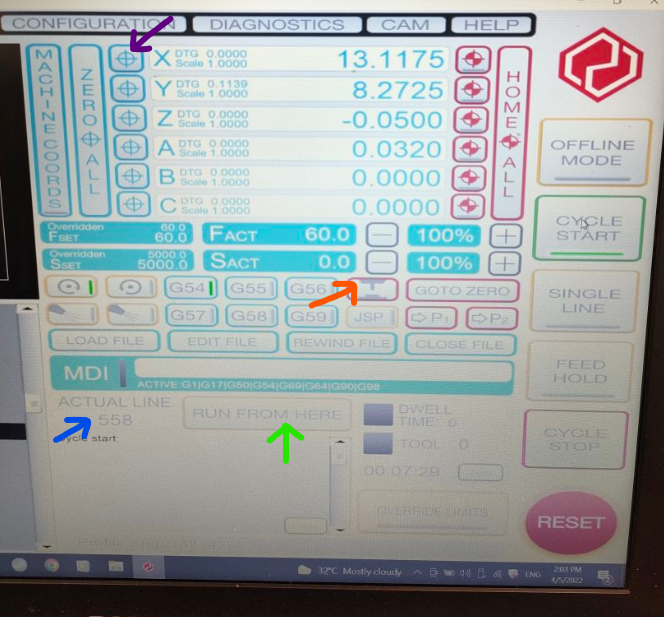 CONFIGURATION DIAGNOSTICS CAM HELP
MACHINE COORDS
ZERO ALL
X DTG 0.0000 Scale 1.0000 13.1175
Y DTG 0.1139 Scale 1.0000 8.2725
Z DTG 0.0000 Scale 1.0000 -0.0500
A DTG 0.0000 Scale 1.0000 0.0320
B DTG 0.0000 Scale 1.0000 0.0000
C DTG 0.0000 Scale 1.0000 0.0000
HOME ALL
OFFLINE MODE
CYCLE START
SINGLE LINE
FEED HOLD
CYCLE STOP
RESET
Overridden 60.0
FSET 60.0 FACT 60.0 100%
Overridden 5000.0
SSET 5000.0 SACT 0.0 100%
G54 G55 G56 GOTO ZERO
G57 G58 G59 JSP P1 P2
LOAD FILE EDIT FILE REWIND FILE CLOSE FILE
MDI
ACTIVE:G1|G17|G50|G54|G69|G64|G90|G98
ACTUAL LINE
558
RUN FROM HERE
DWELL TIME: 0
TOOL: 0
Cycle start;
00:07:29
OVERRIDE LIMITS
32°C Mostly cloudy ENG 2:03 PM
4/5/2022